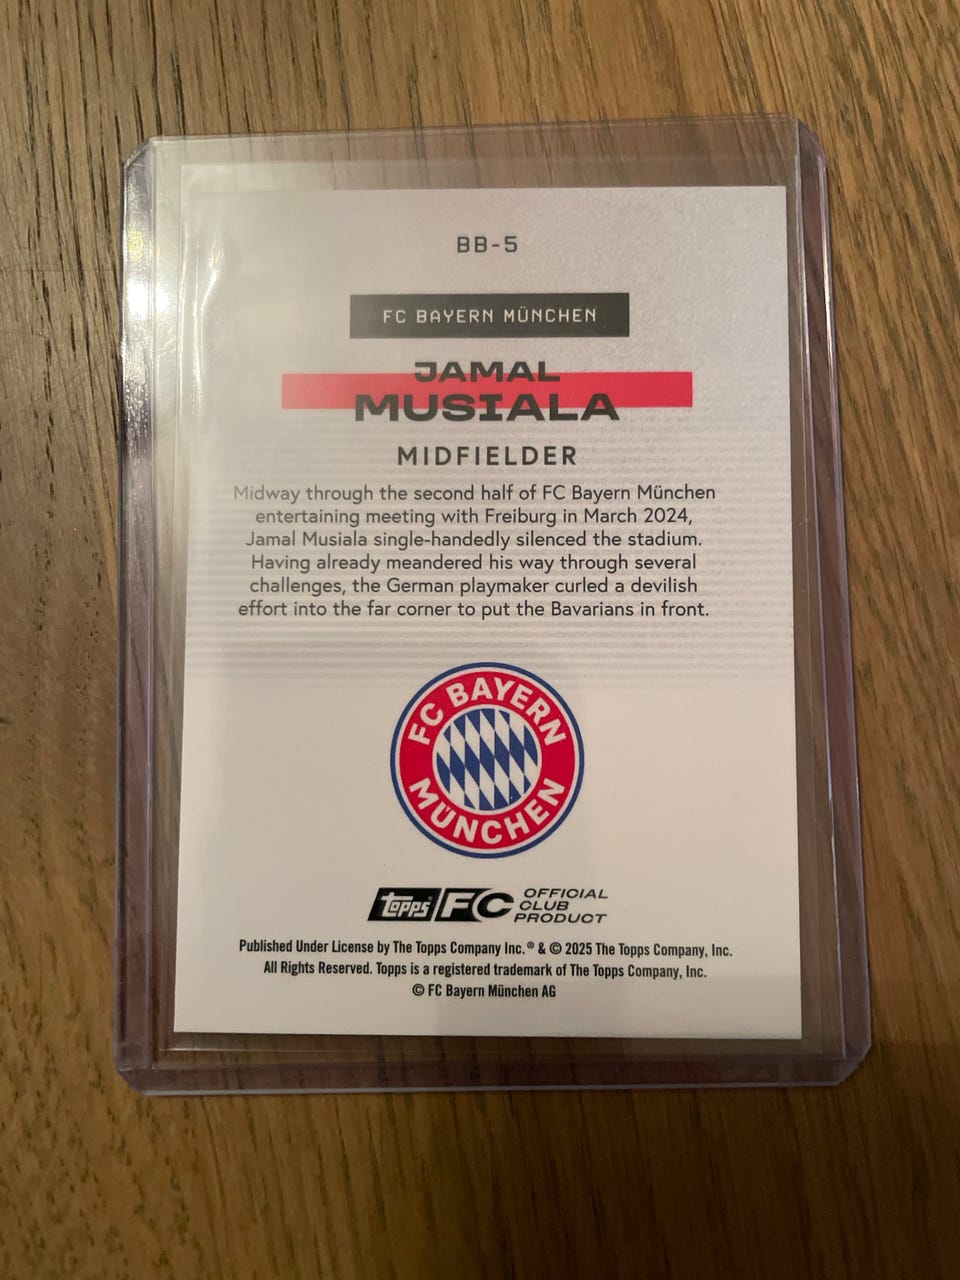 BB-5
FC BAYERN MÜNCHEN
JAMAL
MUSIALA
MIDFIELDER
Midway through the second half of FC Bayern München
entertaining meeting with Freiburg in March 2024,
Jamal Musiala single-handedly silenced the stadium.
Having already meandered his way through several
challenges, the German playmaker curled a devilish
effort into the far corner to put the Bavarians in front.
FC BAYERN
MÜNCHEN
Topps FC OFFICIAL
CLUB
PRODUCT
Published Under License by The Topps Company Inc.® & © 2025 The Topps Company, Inc.
All Rights Reserved. Topps is a registered trademark of The Topps Company, Inc.
© FC Bayern München AG